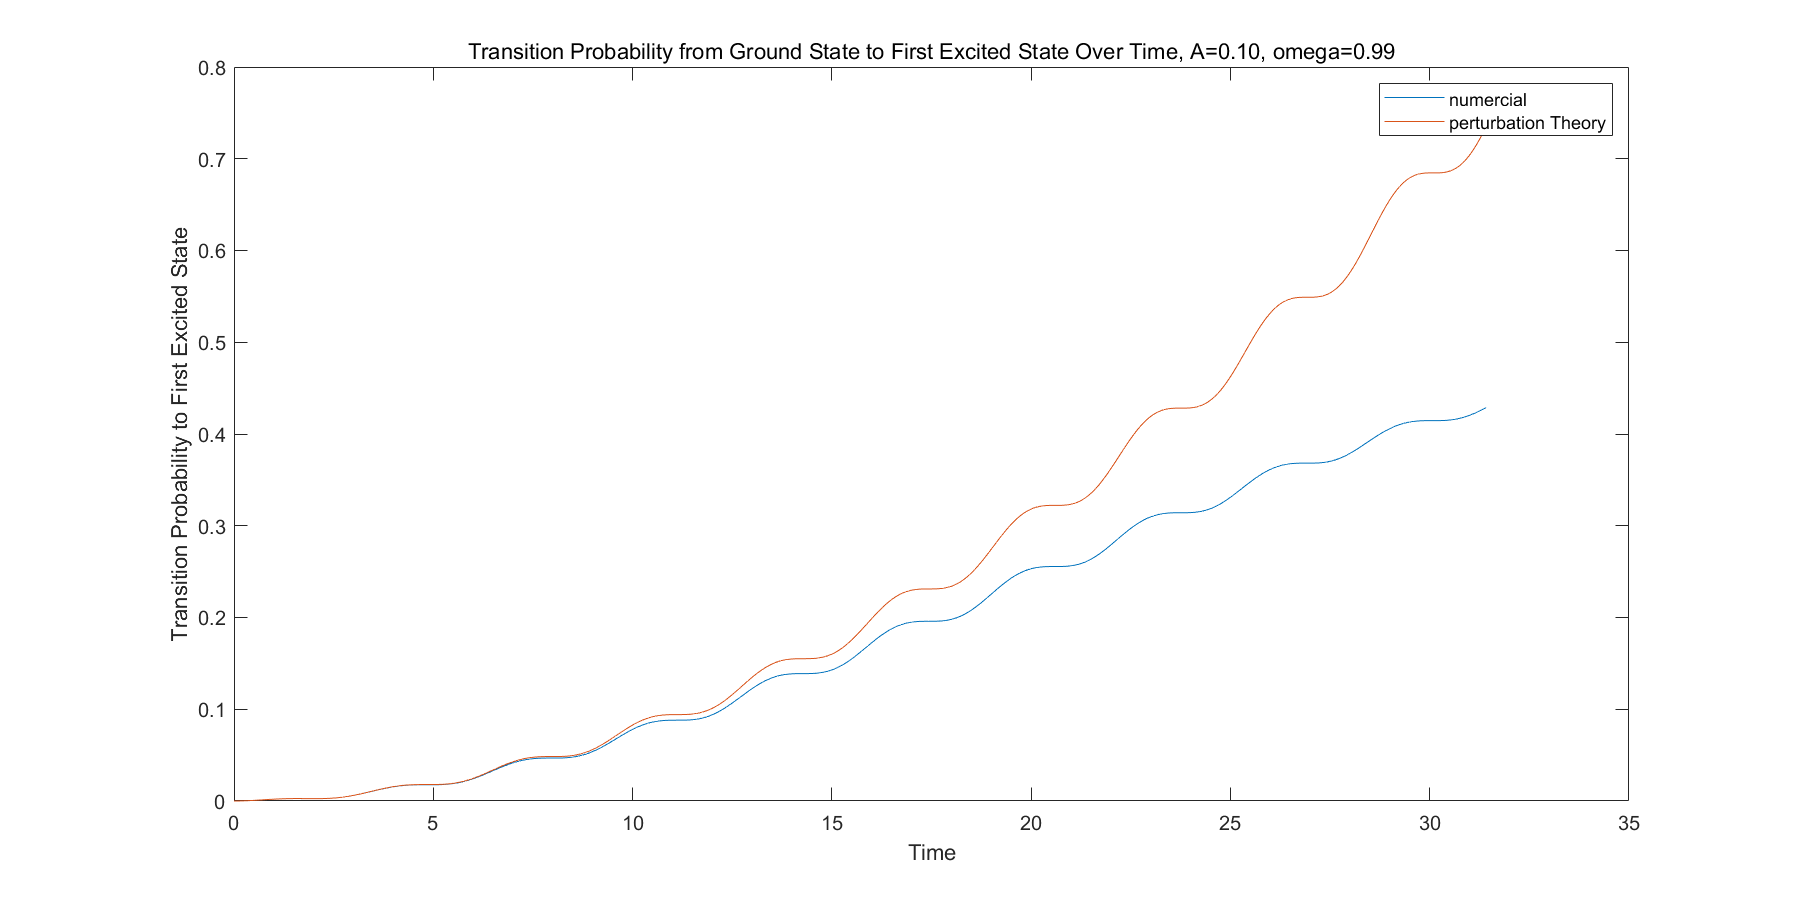 Transition Probability from Ground State to First Excited State Over Time, A=0.10, omega=0.99
numercial
perturbation Theory
Transition Probability to First Excited State
0.8
0.7
0.6
0.5
0.4
0.3
0.2
0.1
0
0 5 10 15 20 25 30 35
Time